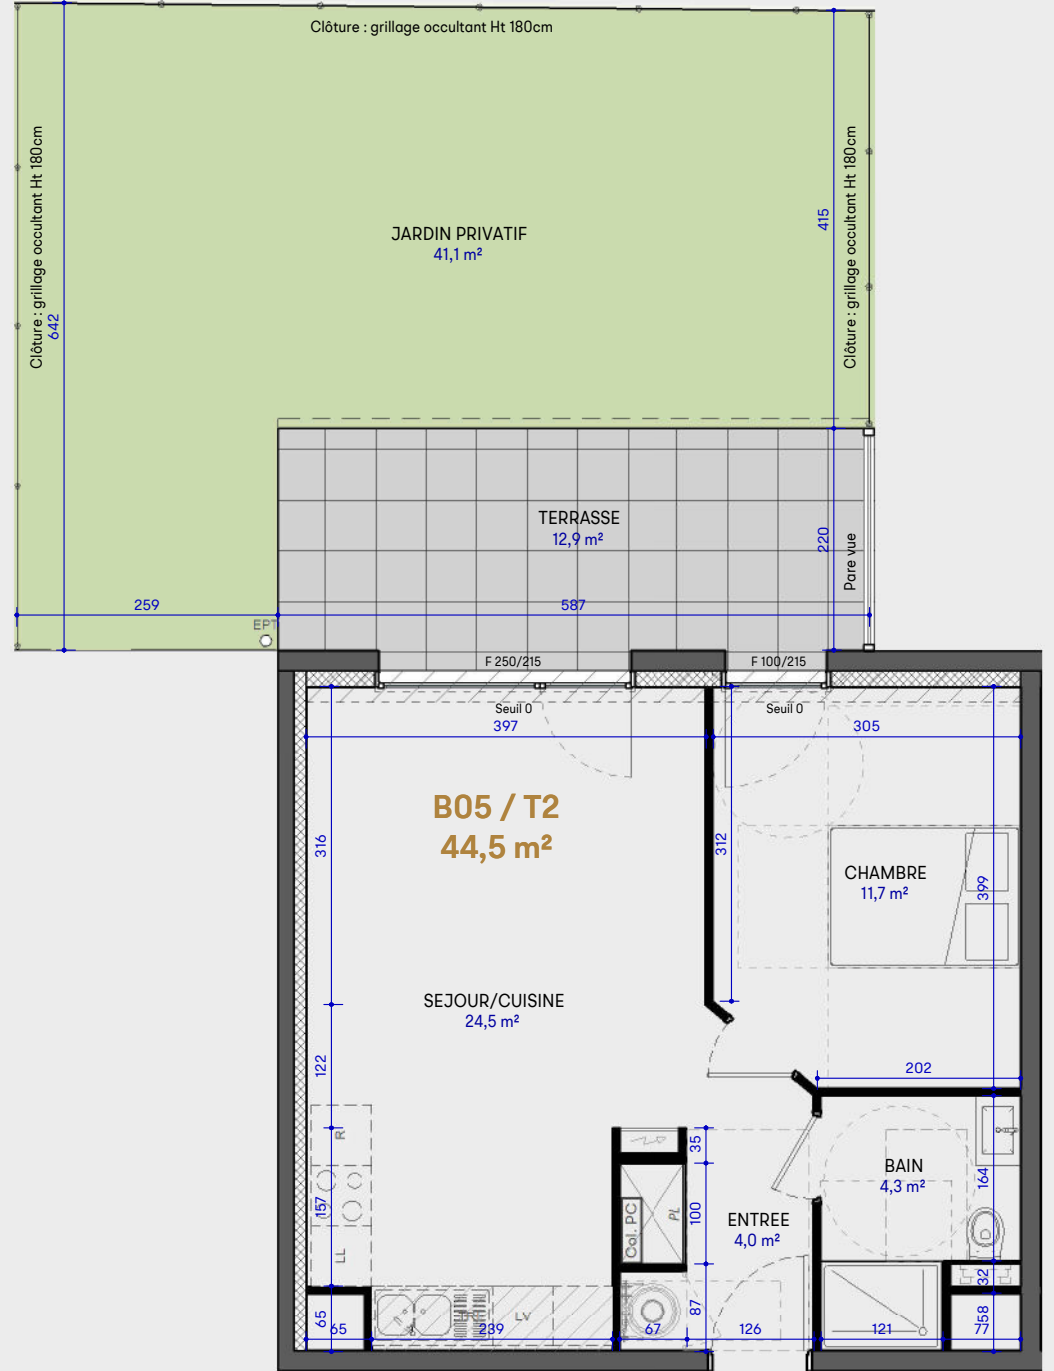 Clôture : grillage occultant Ht 180cm
Clôture : grillage occultant Ht 180cm
Clôture : grillage occultant Ht 180cm
642
415
JARDIN PRIVATIF
41,1 m²
TERRASSE
12,9 m²
220
Pare vue
259
587
EP
F 250/215
F 100/215
Seuil 0
Seuil 0
397
305
B05 / T2
44,5 m²
316
312
CHAMBRE
11,7 m²
399
SEJOUR/CUISINE
24,5 m²
122
202
R
35
BAIN
4,3 m²
164
157
100
PL
Col. PC
ENTREE
4,0 m²
LL
32
87
65
65
LV
239
67
126
121
58
77